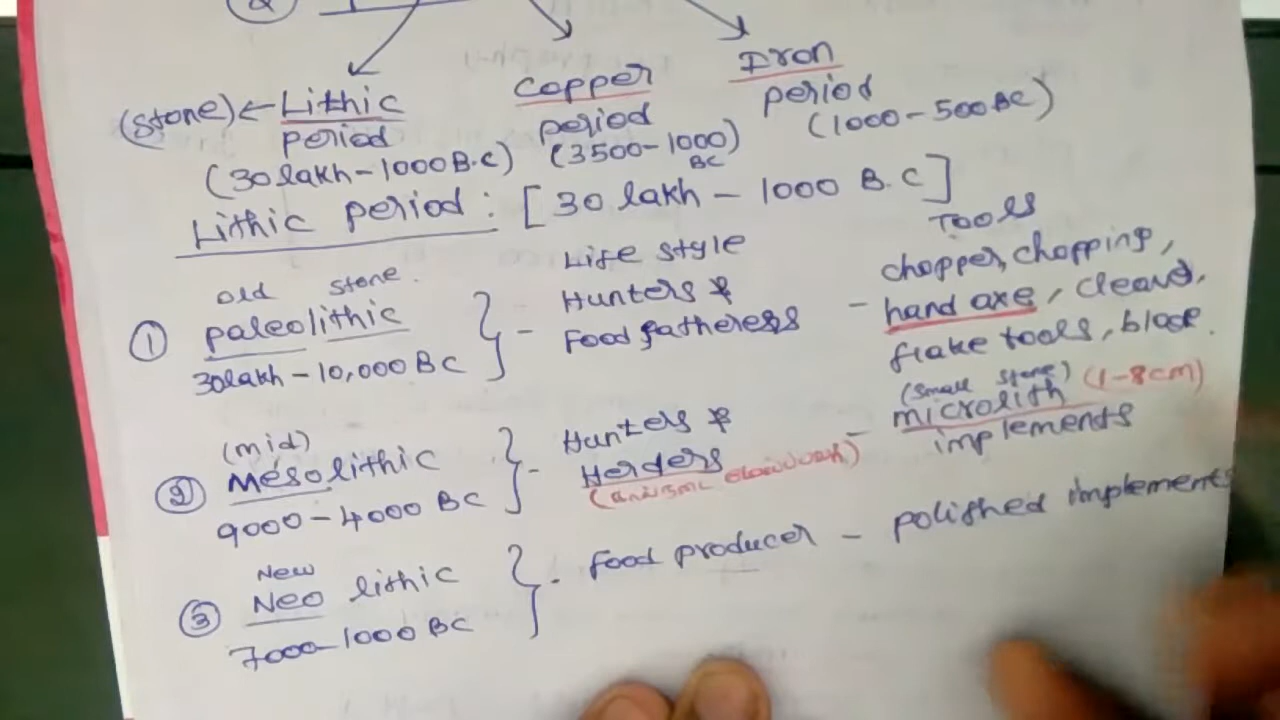 2
(Stone) ← Lithic period
(30 lakh - 1000 B.C)
Copper period
(3500 - 1000) BC
Iron period
(1000 - 500 BC)
Lithic period : [30 lakh - 1000 B.C]
Life style
Tools
old stone.
① paleolithic
30 lakh - 10,000 BC
- Hunters &
Food gatherers
- chopper, chopping,
hand axe,
flake tools,
(mid)
② Mesolithic
9000 - 4000 BC
- Hunters &
Herders
(small stone) (1-8cm)
- microlith
implements
New
③ Neo lithic
7000 - 1000 BC
- food producer - polished implements